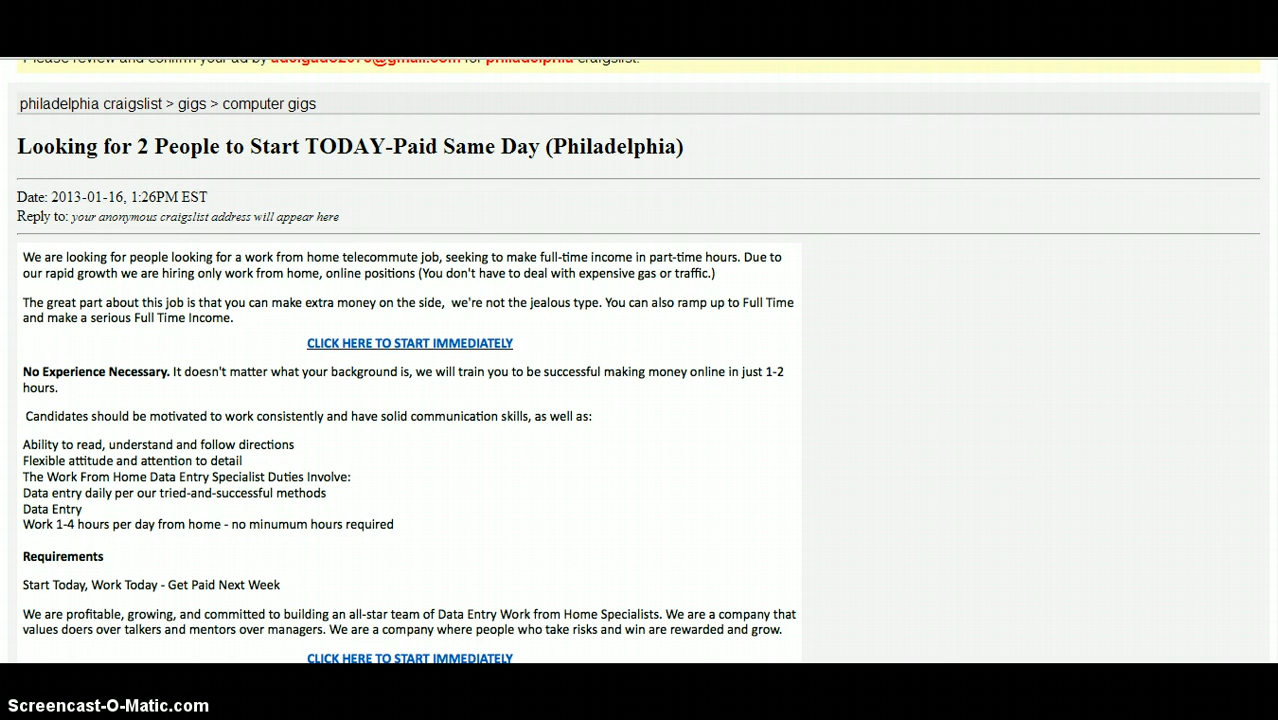 philadelphia craigslist > gigs > computer gigs
Looking for 2 People to Start TODAY-Paid Same Day (Philadelphia)
Date: 2013-01-16, 1:26PM EST
Reply to: your anonymous craigslist address will appear here
We are looking for people looking for a work from home telecommute job, seeking to make full-time income in part-time hours. Due to
our rapid growth we are hiring only work from home, online positions (You don't have to deal with expensive gas or traffic.)
The great part about this job is that you can make extra money on the side, we're not the jealous type. You can also ramp up to Full Time
and make a serious Full Time Income.
CLICK HERE TO START IMMEDIATELY
No Experience Necessary. It doesn't matter what your background is, we will train you to be successful making money online in just 1-2
hours.
Candidates should be motivated to work consistently and have solid communication skills, as well as:
Ability to read, understand and follow directions
Flexible attitude and attention to detail
The Work From Home Data Entry Specialist Duties Involve:
Data entry daily per our tried-and-successful methods
Data Entry
Work 1-4 hours per day from home - no minumum hours required
Requirements
Start Today, Work Today - Get Paid Next Week
We are profitable, growing, and committed to building an all-star team of Data Entry Work from Home Specialists. We are a company that
values doers over talkers and mentors over managers. We are a company where people who take risks and win are rewarded and grow.
CLICK HERE TO START IMMEDIATELY
Screencast-O-Matic.com